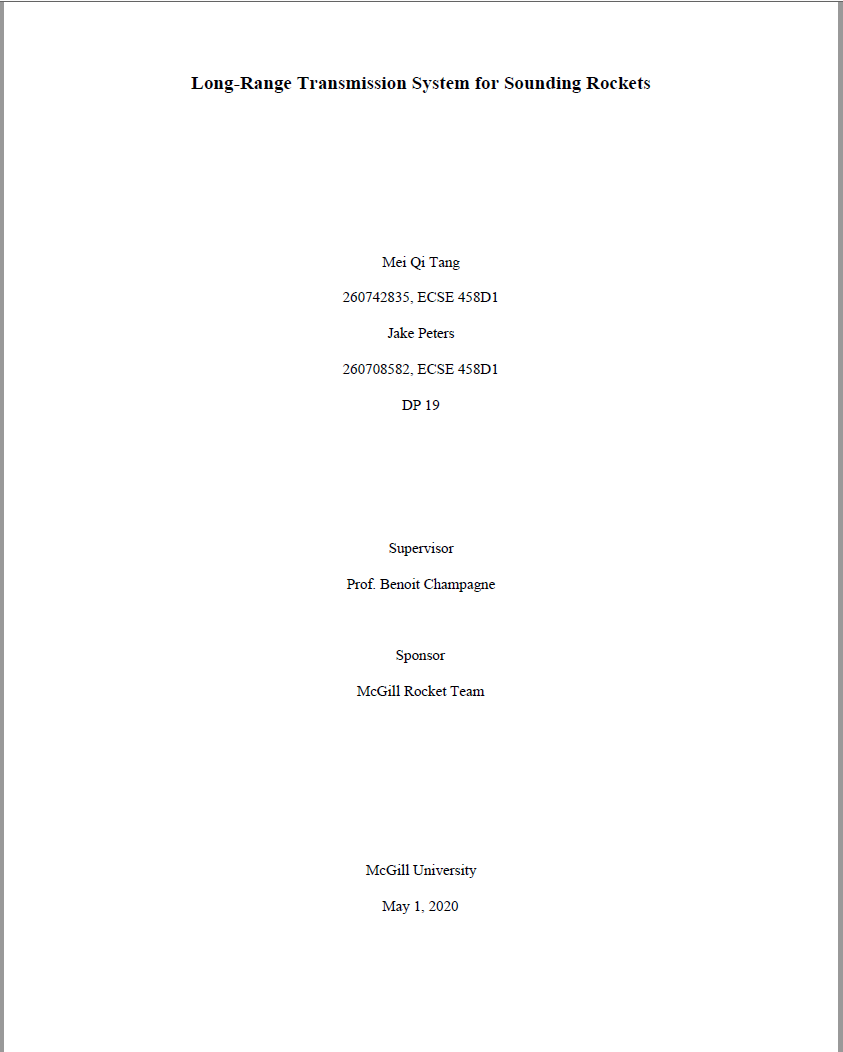 Long-Range Transmission System for Sounding Rockets
Mei Qi Tang
260742835, ECSE 458D1
Jake Peters
260708582, ECSE 458D1
DP 19
Supervisor
Prof. Benoit Champagne
Sponsor
McGill Rocket Team
McGill University
May 1, 2020